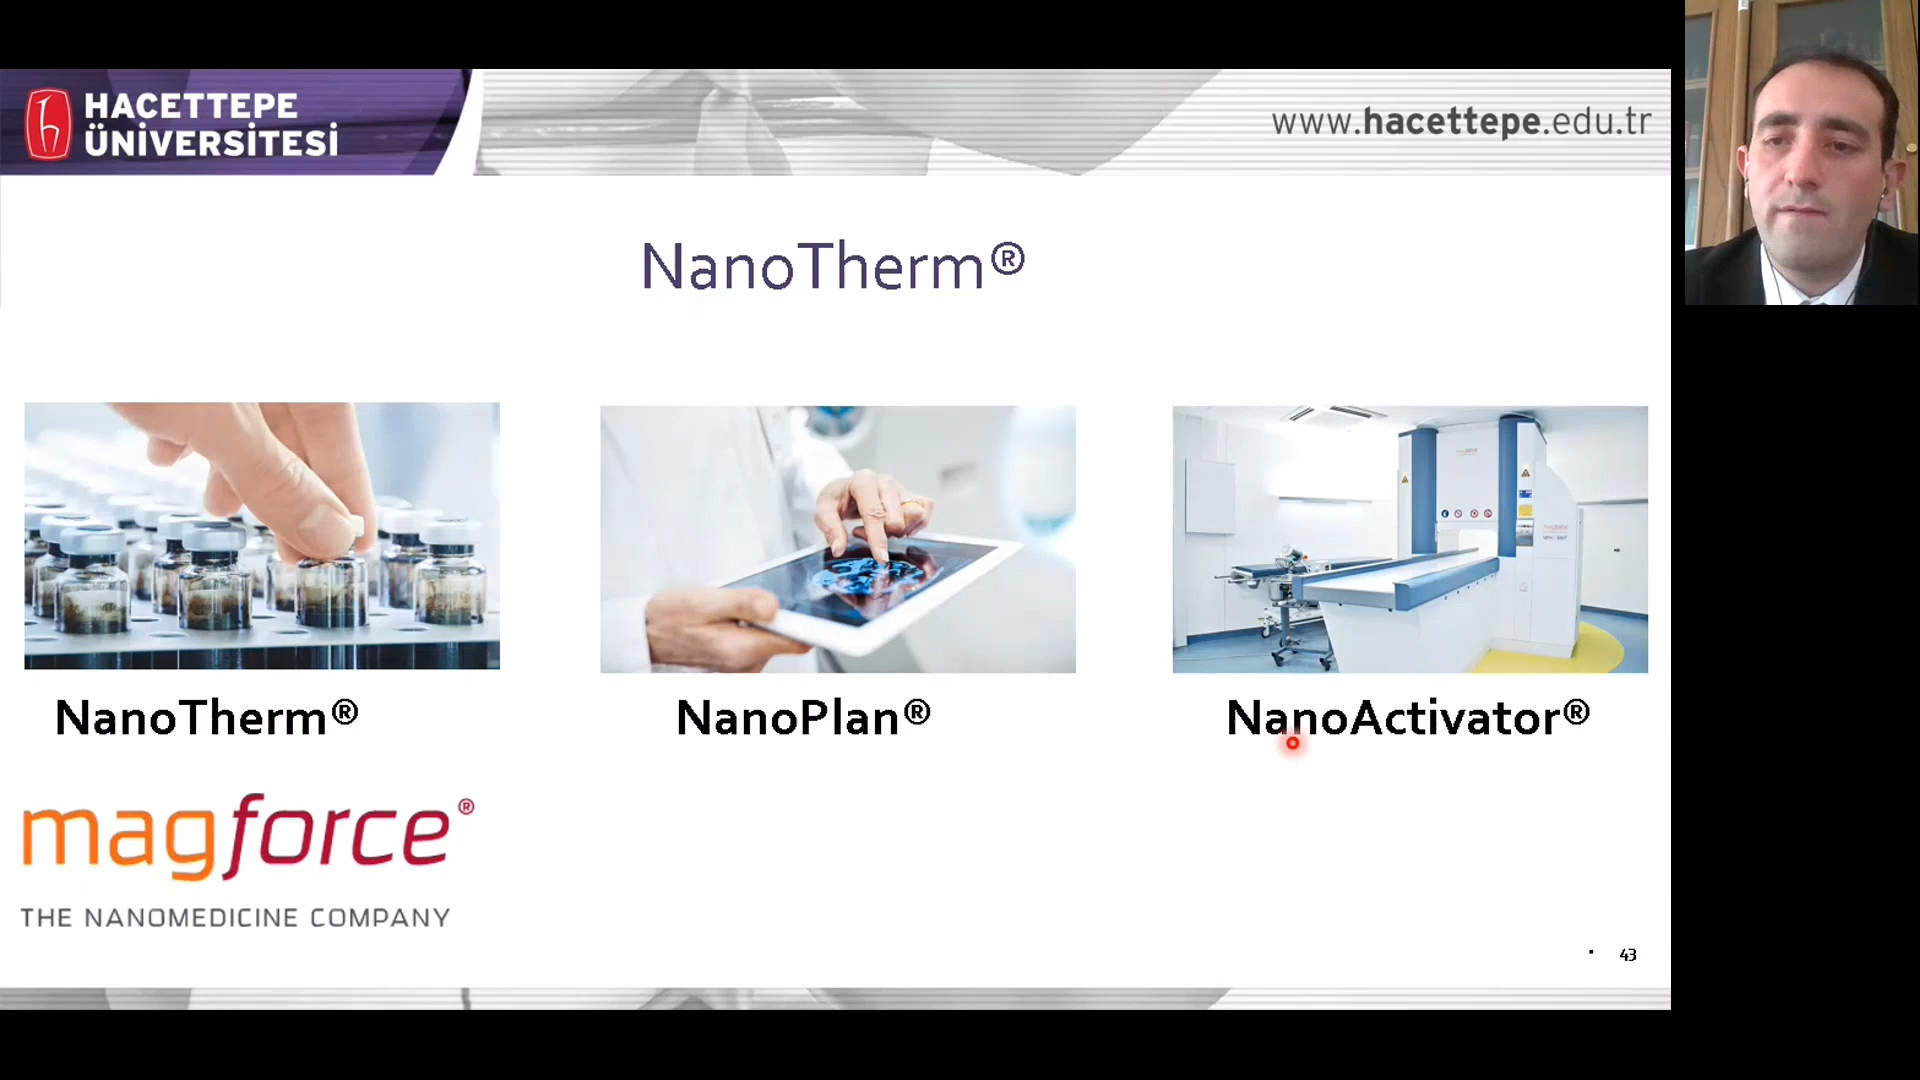 HACETTEPE
ÜNİVERSİTESİ
www.hacettepe.edu.tr
NanoTherm®
NanoTherm®
NanoPlan®
NanoActivator®
magforce®
THE NANOMEDICINE COMPANY
43